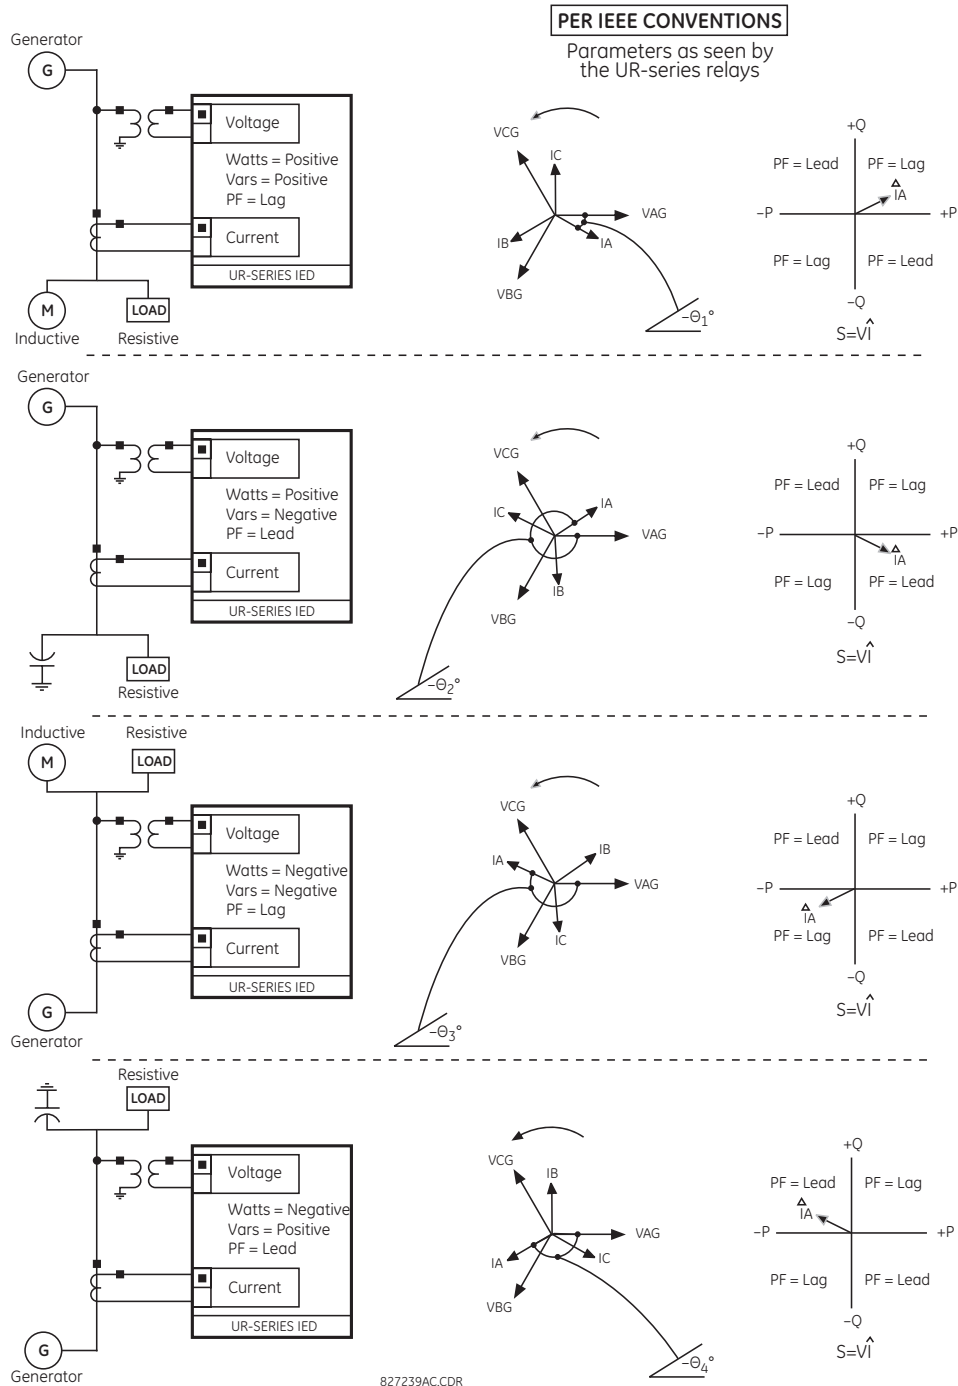 PER IEEE CONVENTIONS
Parameters as seen by
the UR-series relays
Generator
G
Voltage
Watts = Positive
Vars = Positive
PF = Lag
Current
UR-SERIES IED
M
LOAD
Inductive
Resistive
VCG
IC
VAG
IB
IA
VBG
–Θ1°
+Q
PF = Lead
PF = Lag
IA
–P
+P
PF = Lag
PF = Lead
–Q
S=VÎ
Generator
G
Voltage
Watts = Positive
Vars = Negative
PF = Lead
Current
UR-SERIES IED
LOAD
Resistive
VCG
IA
IC
VAG
IB
VBG
–Θ2°
+Q
PF = Lead
PF = Lag
–P
+P
IA
PF = Lag
PF = Lead
–Q
S=VÎ
Inductive
Resistive
M
LOAD
Voltage
Watts = Negative
Vars = Negative
PF = Lag
Current
UR-SERIES IED
G
Generator
VCG
IB
IA
VAG
IC
VBG
–Θ3°
+Q
PF = Lead
PF = Lag
–P
+P
IA
PF = Lag
PF = Lead
–Q
S=VÎ
Resistive
LOAD
Voltage
Watts = Negative
Vars = Positive
PF = Lead
Current
UR-SERIES IED
G
Generator
VCG
IB
VAG
IA
IC
VBG
–Θ4°
+Q
PF = Lead
PF = Lag
IA
–P
+P
PF = Lag
PF = Lead
–Q
S=VÎ
827239AC.CDR